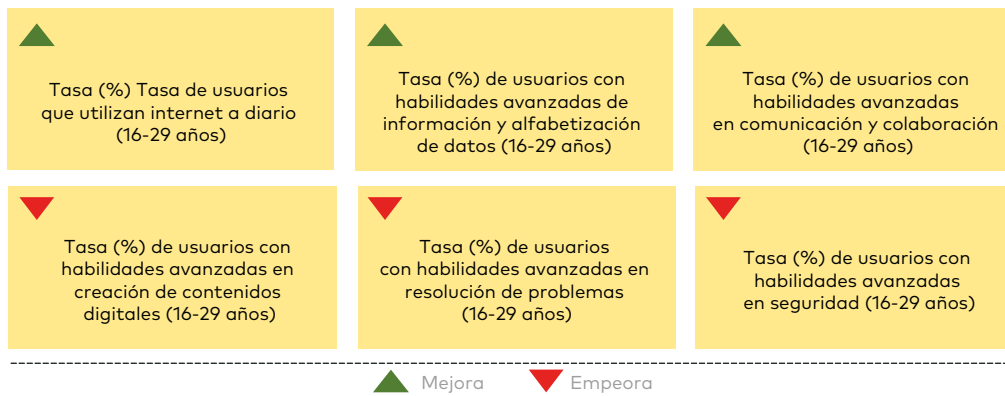 Tasa (%) Tasa de usuarios
que utilizan internet a diario
(16-29 años)
Tasa (%) de usuarios con
habilidades avanzadas de
información y alfabetización
de datos (16-29 años)
Tasa (%) de usuarios con
habilidades avanzadas
en comunicación y colaboración
(16-29 años)
Tasa (%) de usuarios con
habilidades avanzadas en
creación de contenidos
digitales (16-29 años)
Tasa (%) de usuarios
con habilidades avanzadas en
resolución de problemas
(16-29 años)
Tasa (%) de usuarios con
habilidades avanzadas
en seguridad (16-29 años)
Mejora
Empeora